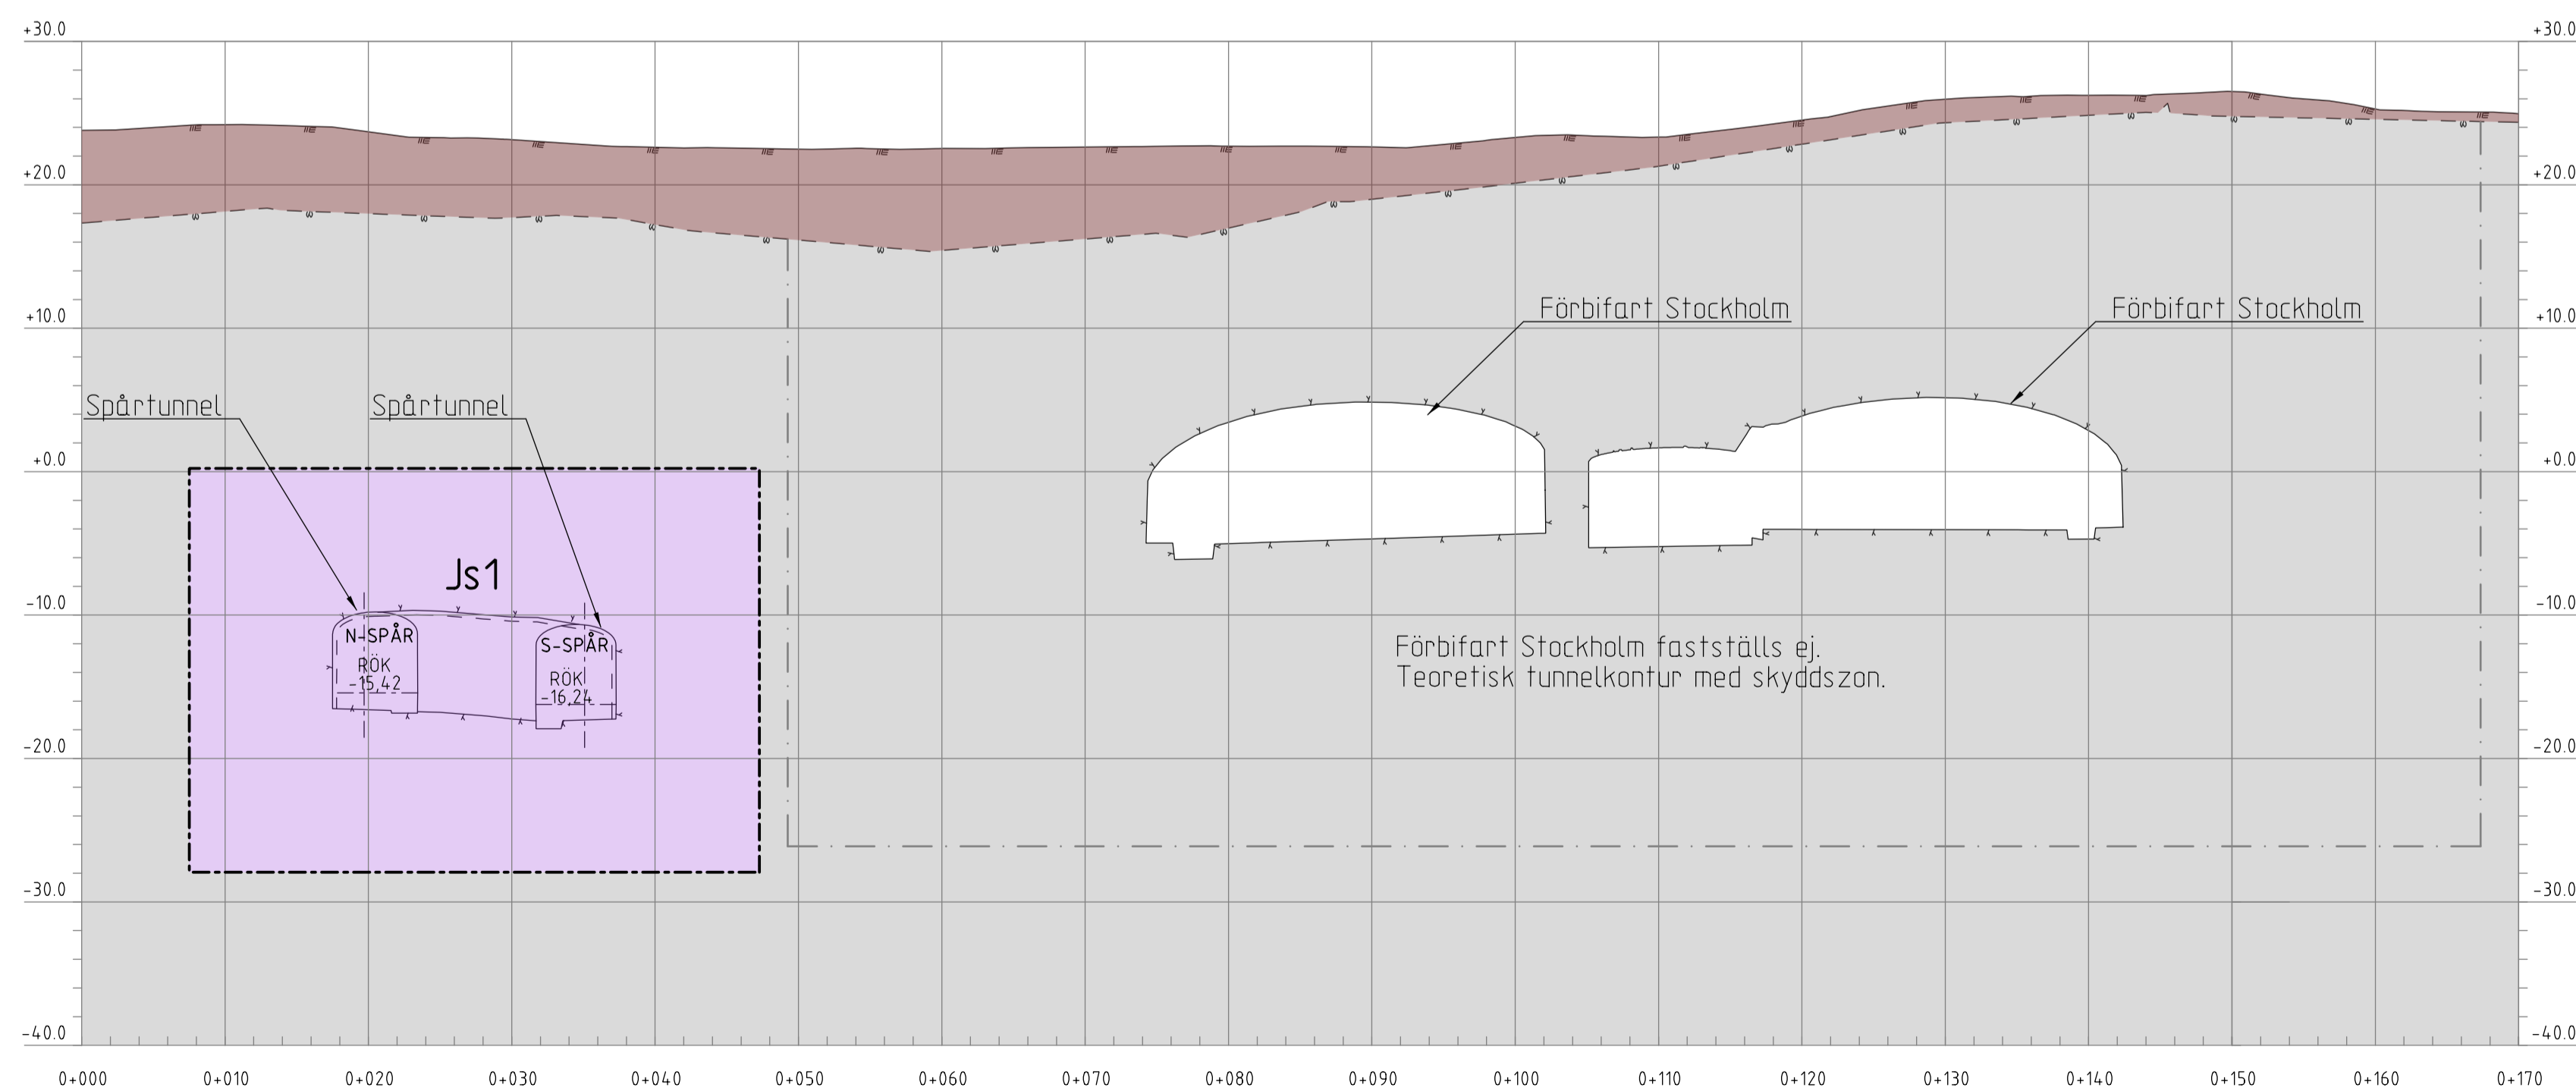 +30.0
+30.0
+20.0
+20.0
Förbifart Stockholm
Förbifart Stockholm
+10.0
+10.0
Spårtunnel
Spårtunnel
+0.0
+0.0
Js1
-10.0
-10.0
N-SPÅR
S-SPÅR
RÖK
-15,42
RÖK
-16,24
Förbifart Stockholm fastställs ej.
Teoretisk tunnelkontur med skyddszon.
-20.0
-20.0
-30.0
-30.0
-40.0
-40.0
0+000 0+010 0+020 0+030 0+040 0+050 0+060 0+070 0+080 0+090 0+100 0+110 0+120 0+130 0+140 0+150 0+160 0+170